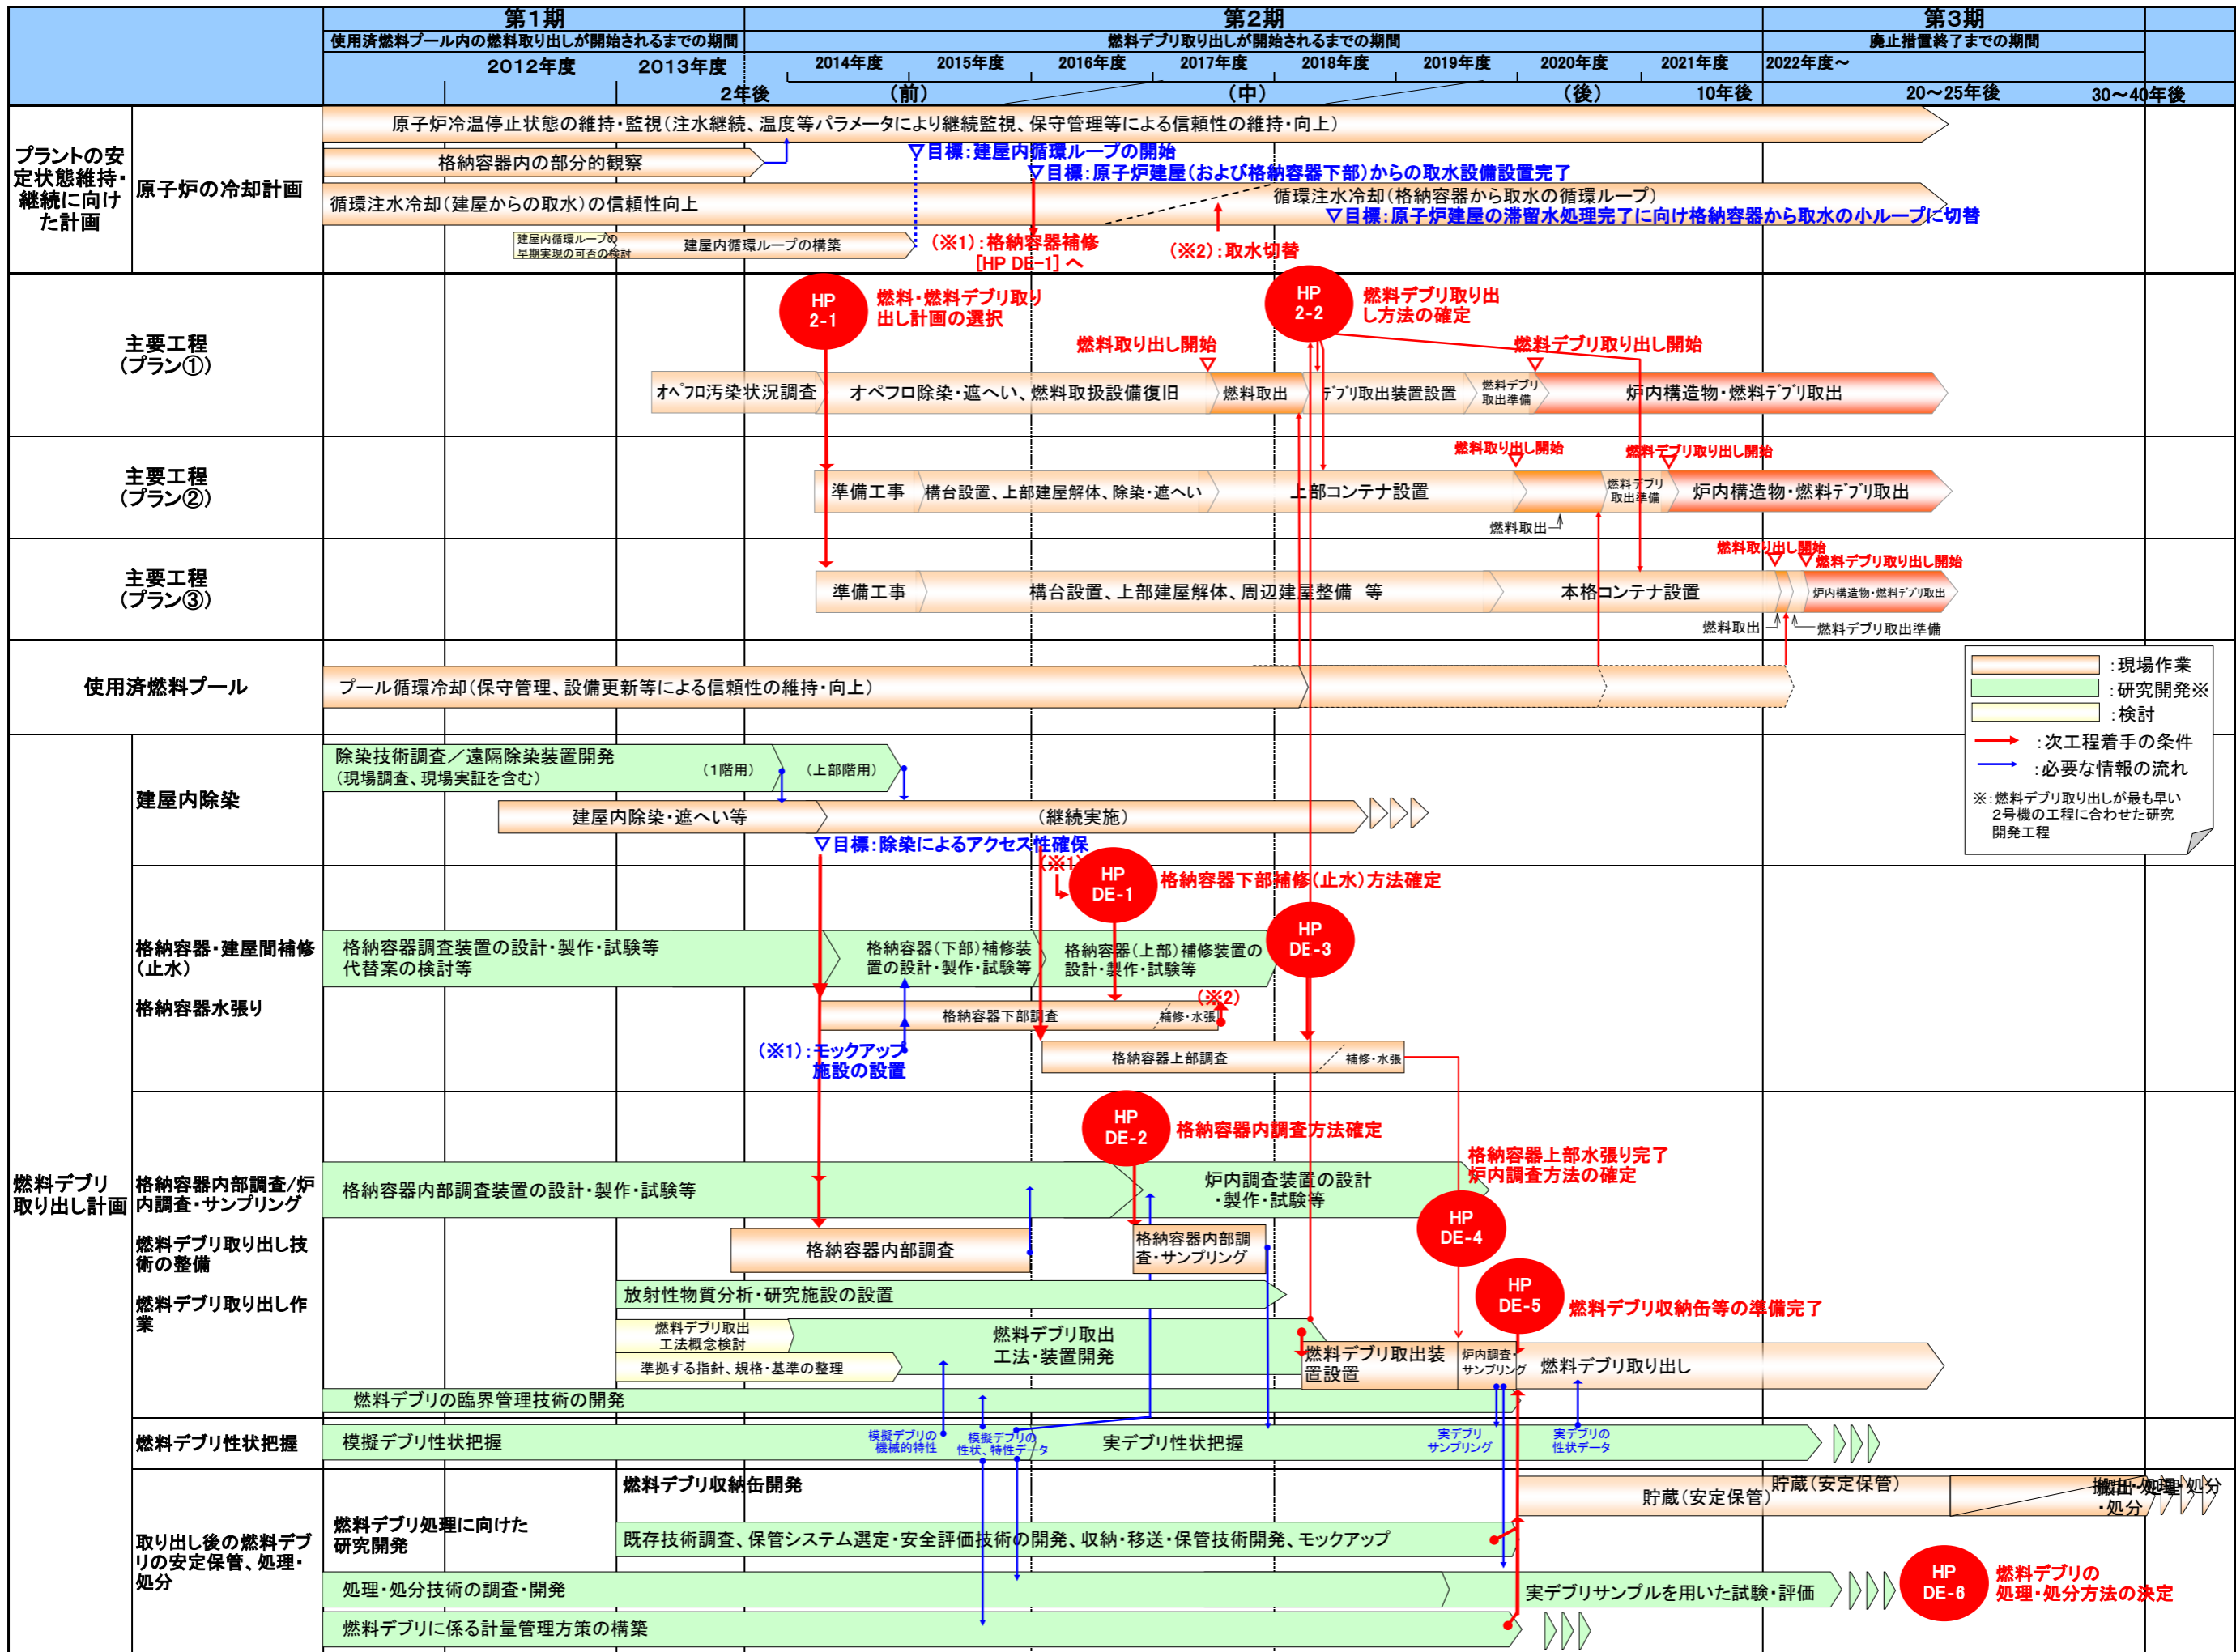 第1期
第2期
第3期
使用済燃料プール内の燃料取り出しが開始されるまでの期間
燃料デブリ取り出しが開始されるまでの期間
廃止措置終了までの期間
2012年度
2013年度
2014年度
2015年度
2016年度
2017年度
2018年度
2019年度
2020年度
2021年度
2022年度～
2年後
(前)
(中)
(後)
10年後
20～25年後
30～40年後
プラントの安
定状態維持・
継続に向け
た計画
原子炉の冷却計画
原子炉冷温停止状態の維持・監視(注水継続、温度等パラメータにより継続監視、保守管理等による信頼性の維持・向上)
格納容器内の部分的観察
▽目標:建屋内循環ループの開始
▽目標:原子炉建屋(および格納容器下部)からの取水設備設置完了
循環注水冷却(建屋からの取水)の信頼性向上
循環注水冷却(格納容器から取水の循環ループ)
▽目標:原子炉建屋の滞留水処理完了に向け格納容器から取水の小ループに切替
建屋内循環ループの
早期実現の可否の検討
建屋内循環ループの構築
(※1):格納容器補修
[HP DE-1] へ
(※2):取水切替
主要工程
(プラン①)
HP
2-1
燃料・燃料デブリ取り
出し計画の選択
HP
2-2
燃料デブリ取り出
し方法の確定
燃料取り出し開始
燃料デブリ取り出し開始
オペフロ汚染状況調査
オペフロ除染・遮へい、燃料取扱設備復旧
燃料取出
デブリ取出装置設置
燃料デブリ
取出準備
炉内構造物・燃料デブリ取出
主要工程
(プラン②)
燃料取り出し開始
燃料デブリ取り出し開始
準備工事
構台設置、上部建屋解体、除染・遮へい
上部コンテナ設置
燃料デブリ
取出準備
炉内構造物・燃料デブリ取出
燃料取出
主要工程
(プラン③)
燃料取り出し開始
燃料デブリ取り出し開始
準備工事
構台設置、上部建屋解体、周辺建屋整備 等
本格コンテナ設置
炉内構造物・燃料デブリ取出
燃料取出
燃料デブリ取出準備
使用済燃料プール
プール循環冷却(保守管理、設備更新等による信頼性の維持・向上)
:現場作業
:研究開発※
:検討
:次工程着手の条件
:必要な情報の流れ
※:燃料デブリ取り出しが最も早い
2号機の工程に合わせた研究
開発工程
燃料デブリ
取り出し計画
建屋内除染
除染技術調査／遠隔除染装置開発
(現場調査、現場実証を含む)
(1階用)
(上部階用)
建屋内除染・遮へい等
(継続実施)
▽目標:除染によるアクセス性確保
格納容器・建屋間補修
(止水)
格納容器水張り
(※1)
HP
DE-1
格納容器下部補修(止水)方法確定
HP
DE-3
格納容器調査装置の設計・製作・試験等
代替案の検討等
格納容器(下部)補修装
置の設計・製作・試験等
格納容器(上部)補修装置の
設計・製作・試験等
(※2)
格納容器下部調査
補修・水張
(※1):モックアップ
施設の設置
格納容器上部調査
補修・水張
格納容器内部調査/炉
内調査・サンプリング
燃料デブリ取り出し技
術の整備
燃料デブリ取り出し作
業
HP
DE-2
格納容器内調査方法確定
格納容器上部水張り完了
炉内調査方法の確定
格納容器内部調査装置の設計・製作・試験等
炉内調査装置の設計
・製作・試験等
HP
DE-4
格納容器内部調査
格納容器内部調
査・サンプリング
放射性物質分析・研究施設の設置
HP
DE-5
燃料デブリ収納缶等の準備完了
燃料デブリ取出
工法概念検討
燃料デブリ取出
工法・装置開発
準拠する指針、規格・基準の整理
燃料デブリ取出装
置設置
炉内調査・
サンプリング
燃料デブリ取り出し
燃料デブリの臨界管理技術の開発
燃料デブリ性状把握
模擬デブリ性状把握
模擬デブリの
機械的特性
模擬デブリの
性状、特性データ
実デブリ性状把握
実デブリ
サンプリング
実デブリの
性状データ
取り出し後の燃料デブ
リの安定保管、処理・
処分
燃料デブリ収納缶開発
貯蔵(安定保管)
貯蔵(安定保管)
搬出・処理・処分
・処分
燃料デブリ処理に向けた
研究開発
既存技術調査、保管システム選定・安全評価技術の開発、収納・移送・保管技術開発、モックアップ
処理・処分技術の調査・開発
実デブリサンプルを用いた試験・評価
HP
DE-6
燃料デブリの
処理・処分方法の決定
燃料デブリに係る計量管理方策の構築